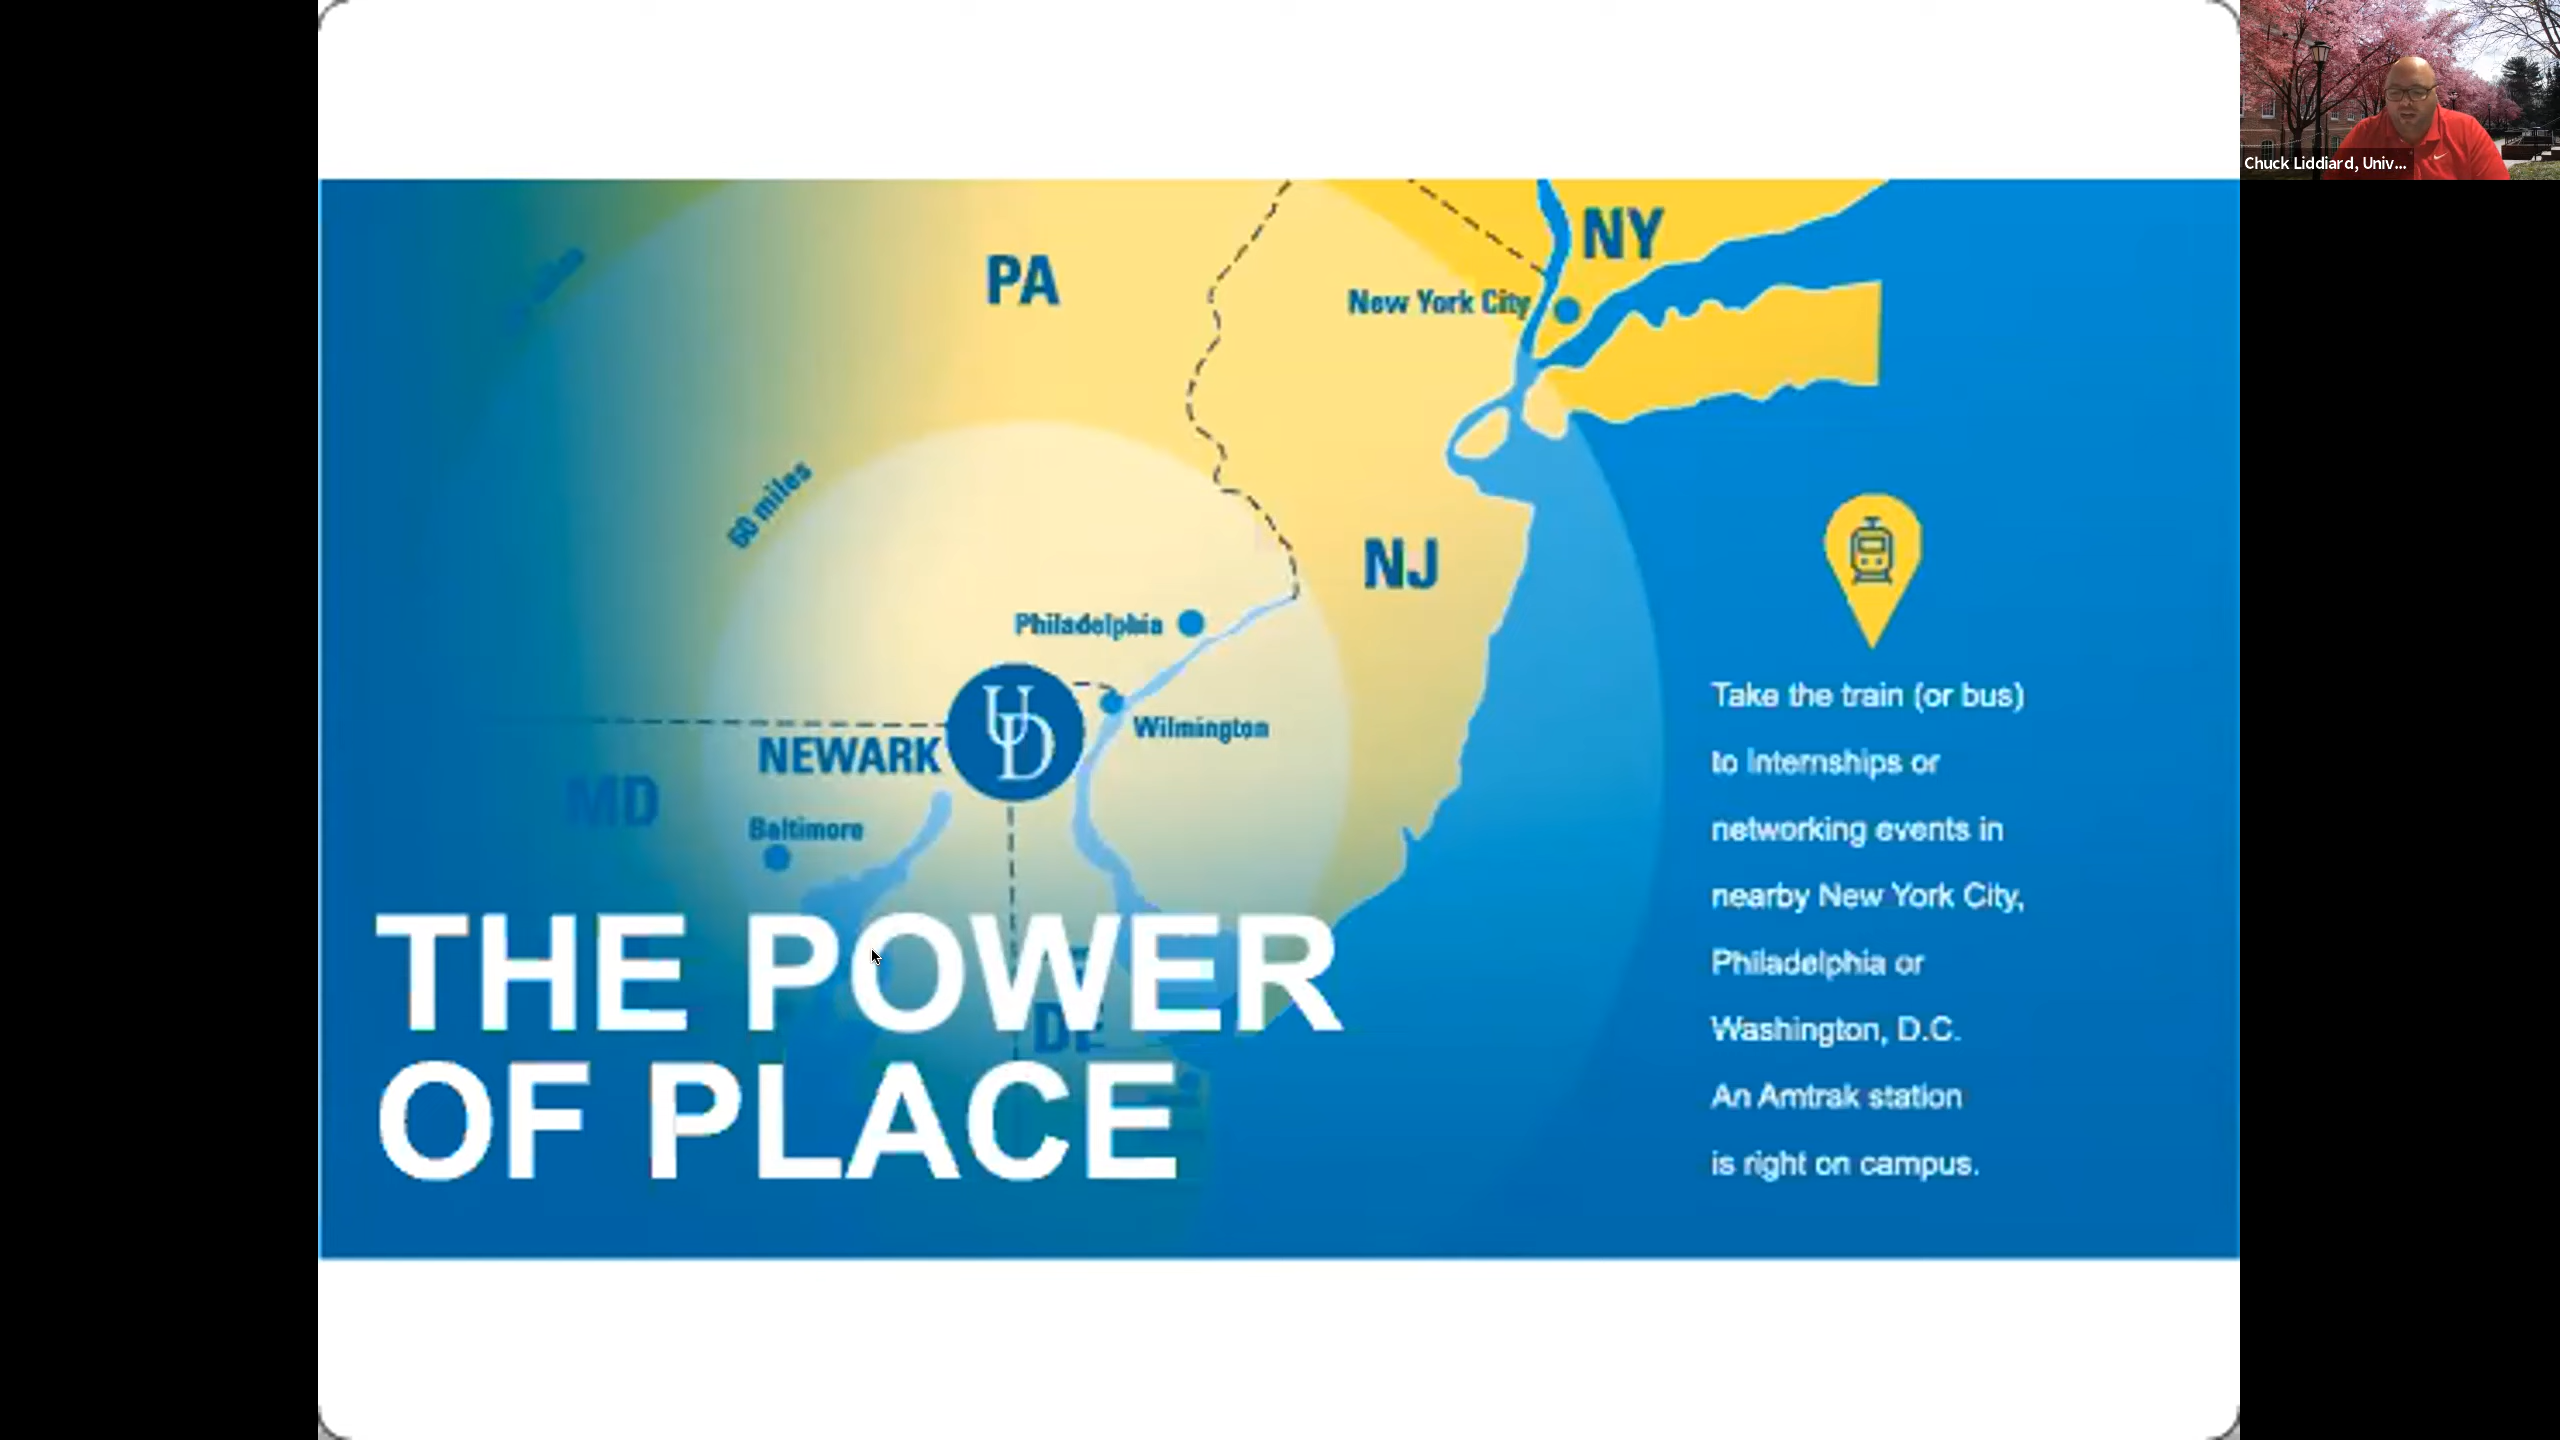 Chuck Liddiard, Univ...
PA
NY
New York City
60 miles
NJ
Philadelphia
UD
Wilmington
NEWARK
MD
Baltimore
DE
THE POWER
OF PLACE
Take the train (or bus)
to Internships or
networking events in
nearby New York City,
Philadelphia or
Washington, D.C.
An Amtrak station
is right on campus.